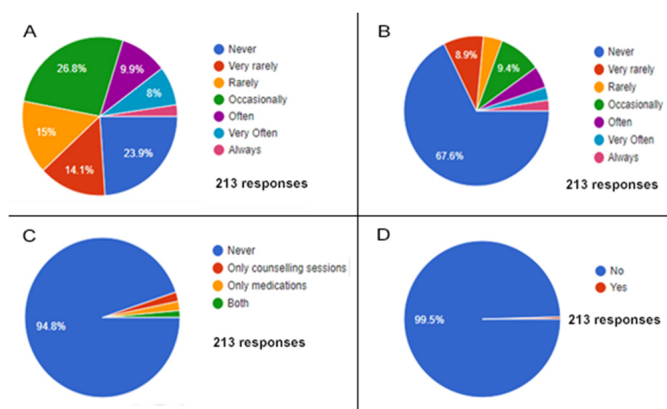 A
Never
Very rarely
Rarely
Occasionally
Often
Very Often
Always
26.8%
9.9%
8%
15%
14.1%
23.9%
213 responses
B
Never
Very rarely
Rarely
Occasionally
Often
Very Often
Always
8.9%
9.4%
67.6%
213 responses
C
Never
Only counselling sessions
Only medications
Both
94.8%
213 responses
D
No
Yes
99.5%
213 responses